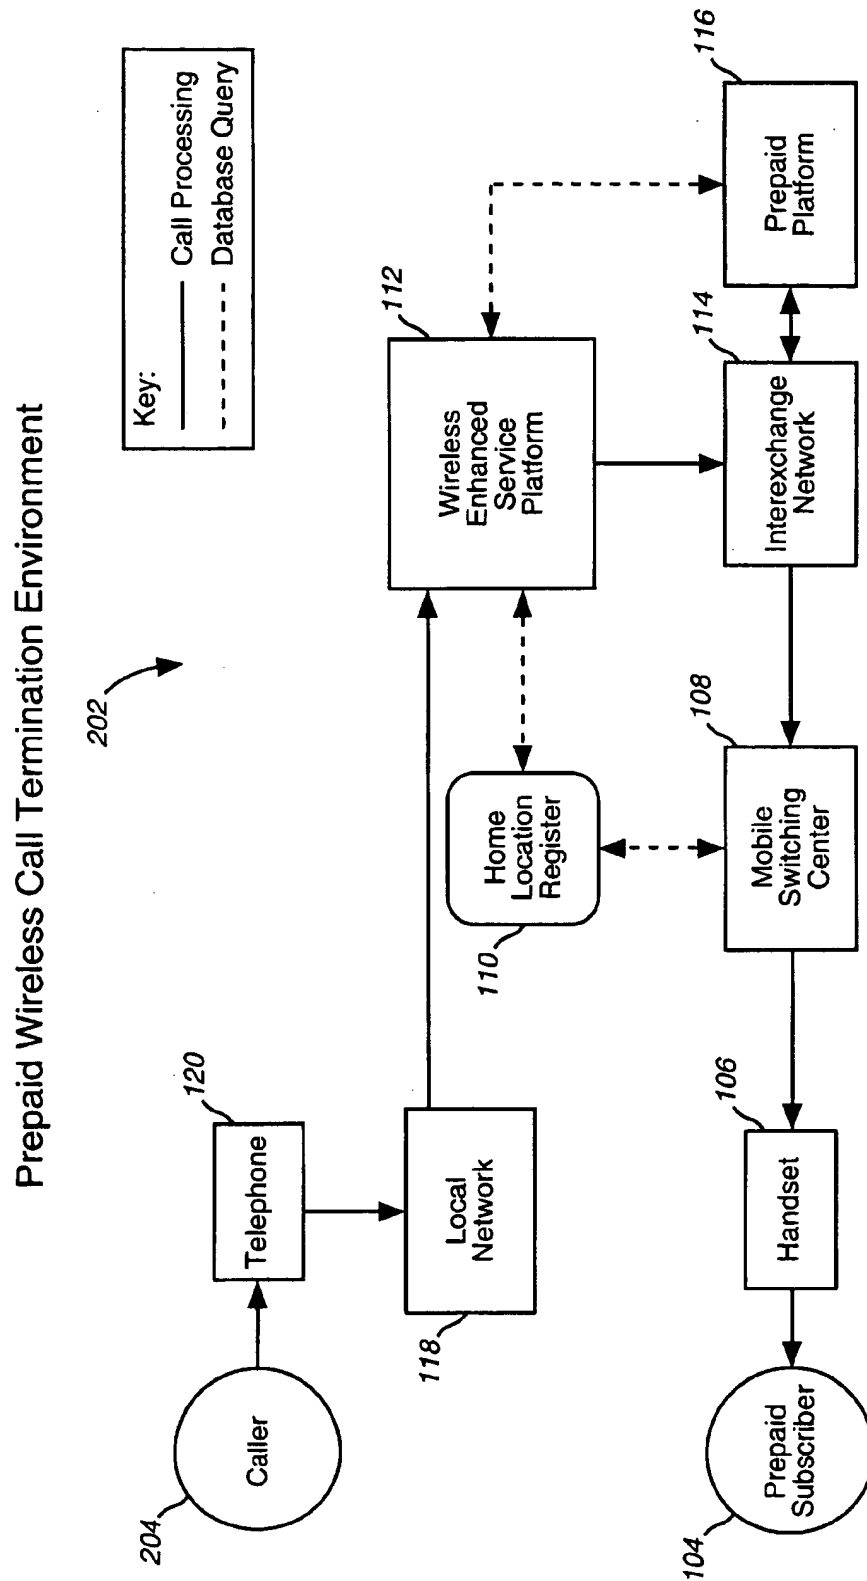 Prepaid Wireless Call Termination Environment
Key:
Call Processing
Database Query
202
204
Caller
120
Telephone
118
Local
Network
112
Wireless
Enhanced
Service
Platform
110
Home
Location
Register
116
Prepaid
Platform
114
Interexchange
Network
108
Mobile
Switching
Center
106
Handset
104
Prepaid
Subscriber